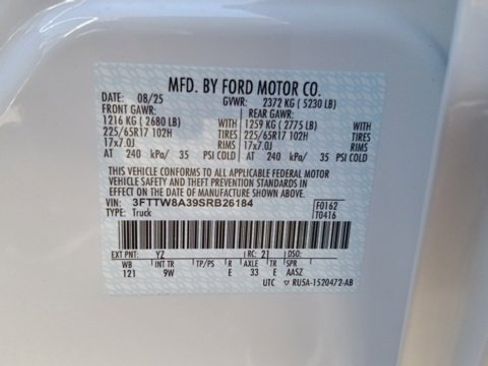 MFD. BY FORD MOTOR CO.
DATE: 08/25 GVWR: 2372 KG ( 5230 LB)
FRONT GAWR: REAR GAWR:
1216 KG ( 2680 LB) WITH 1259 KG ( 2775 LB) WITH
225/65R17 102H TIRES 225/65R17 102H TIRES
17x7.0J RIMS 17x7.0J RIMS
AT 240 kPa/ 35 PSI COLD AT 240 kPa/ 35 PSI COLD
THIS VEHICLE CONFORMS TO ALL APPLICABLE FEDERAL MOTOR
VEHICLE SAFETY AND THEFT PREVENTION STANDARDS IN
EFFECT ON THE DATE OF MANUFACTURE SHOWN ABOVE.
VIN: 3FTTW8A39SRB26184 F0162
TYPE: Truck T0416
EXT PNT: YZ RC: 21 DSO:
WB INT TR TP/PS R AXLE TR SPR
121 9W E 33 E AASZ
UTC RU5A-1520472-AB